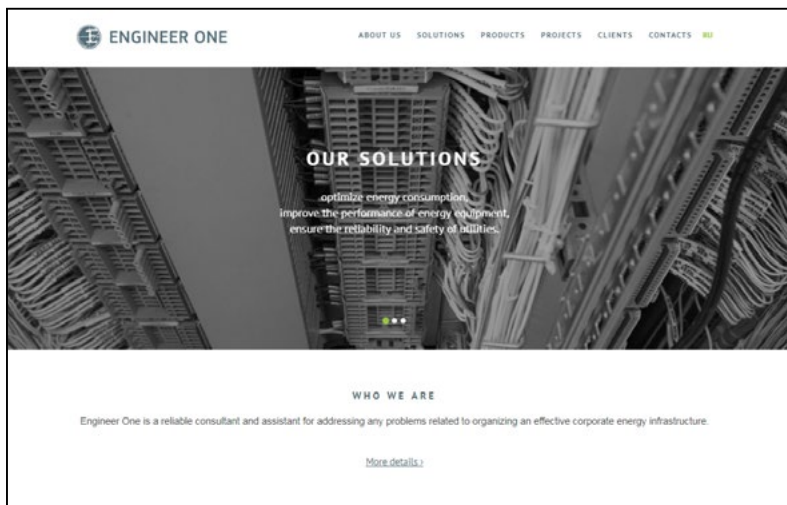 ENGINEER ONE
ABOUT US SOLUTIONS PRODUCTS PROJECTS CLIENTS CONTACTS RU
OUR SOLUTIONS
optimize energy consumption,
improve the performance of energy equipment,
ensure the reliability and safety of utilities.
WHO WE ARE
Engineer One is a reliable consultant and assistant for addressing any problems related to organizing an effective corporate energy infrastructure.
More details ›